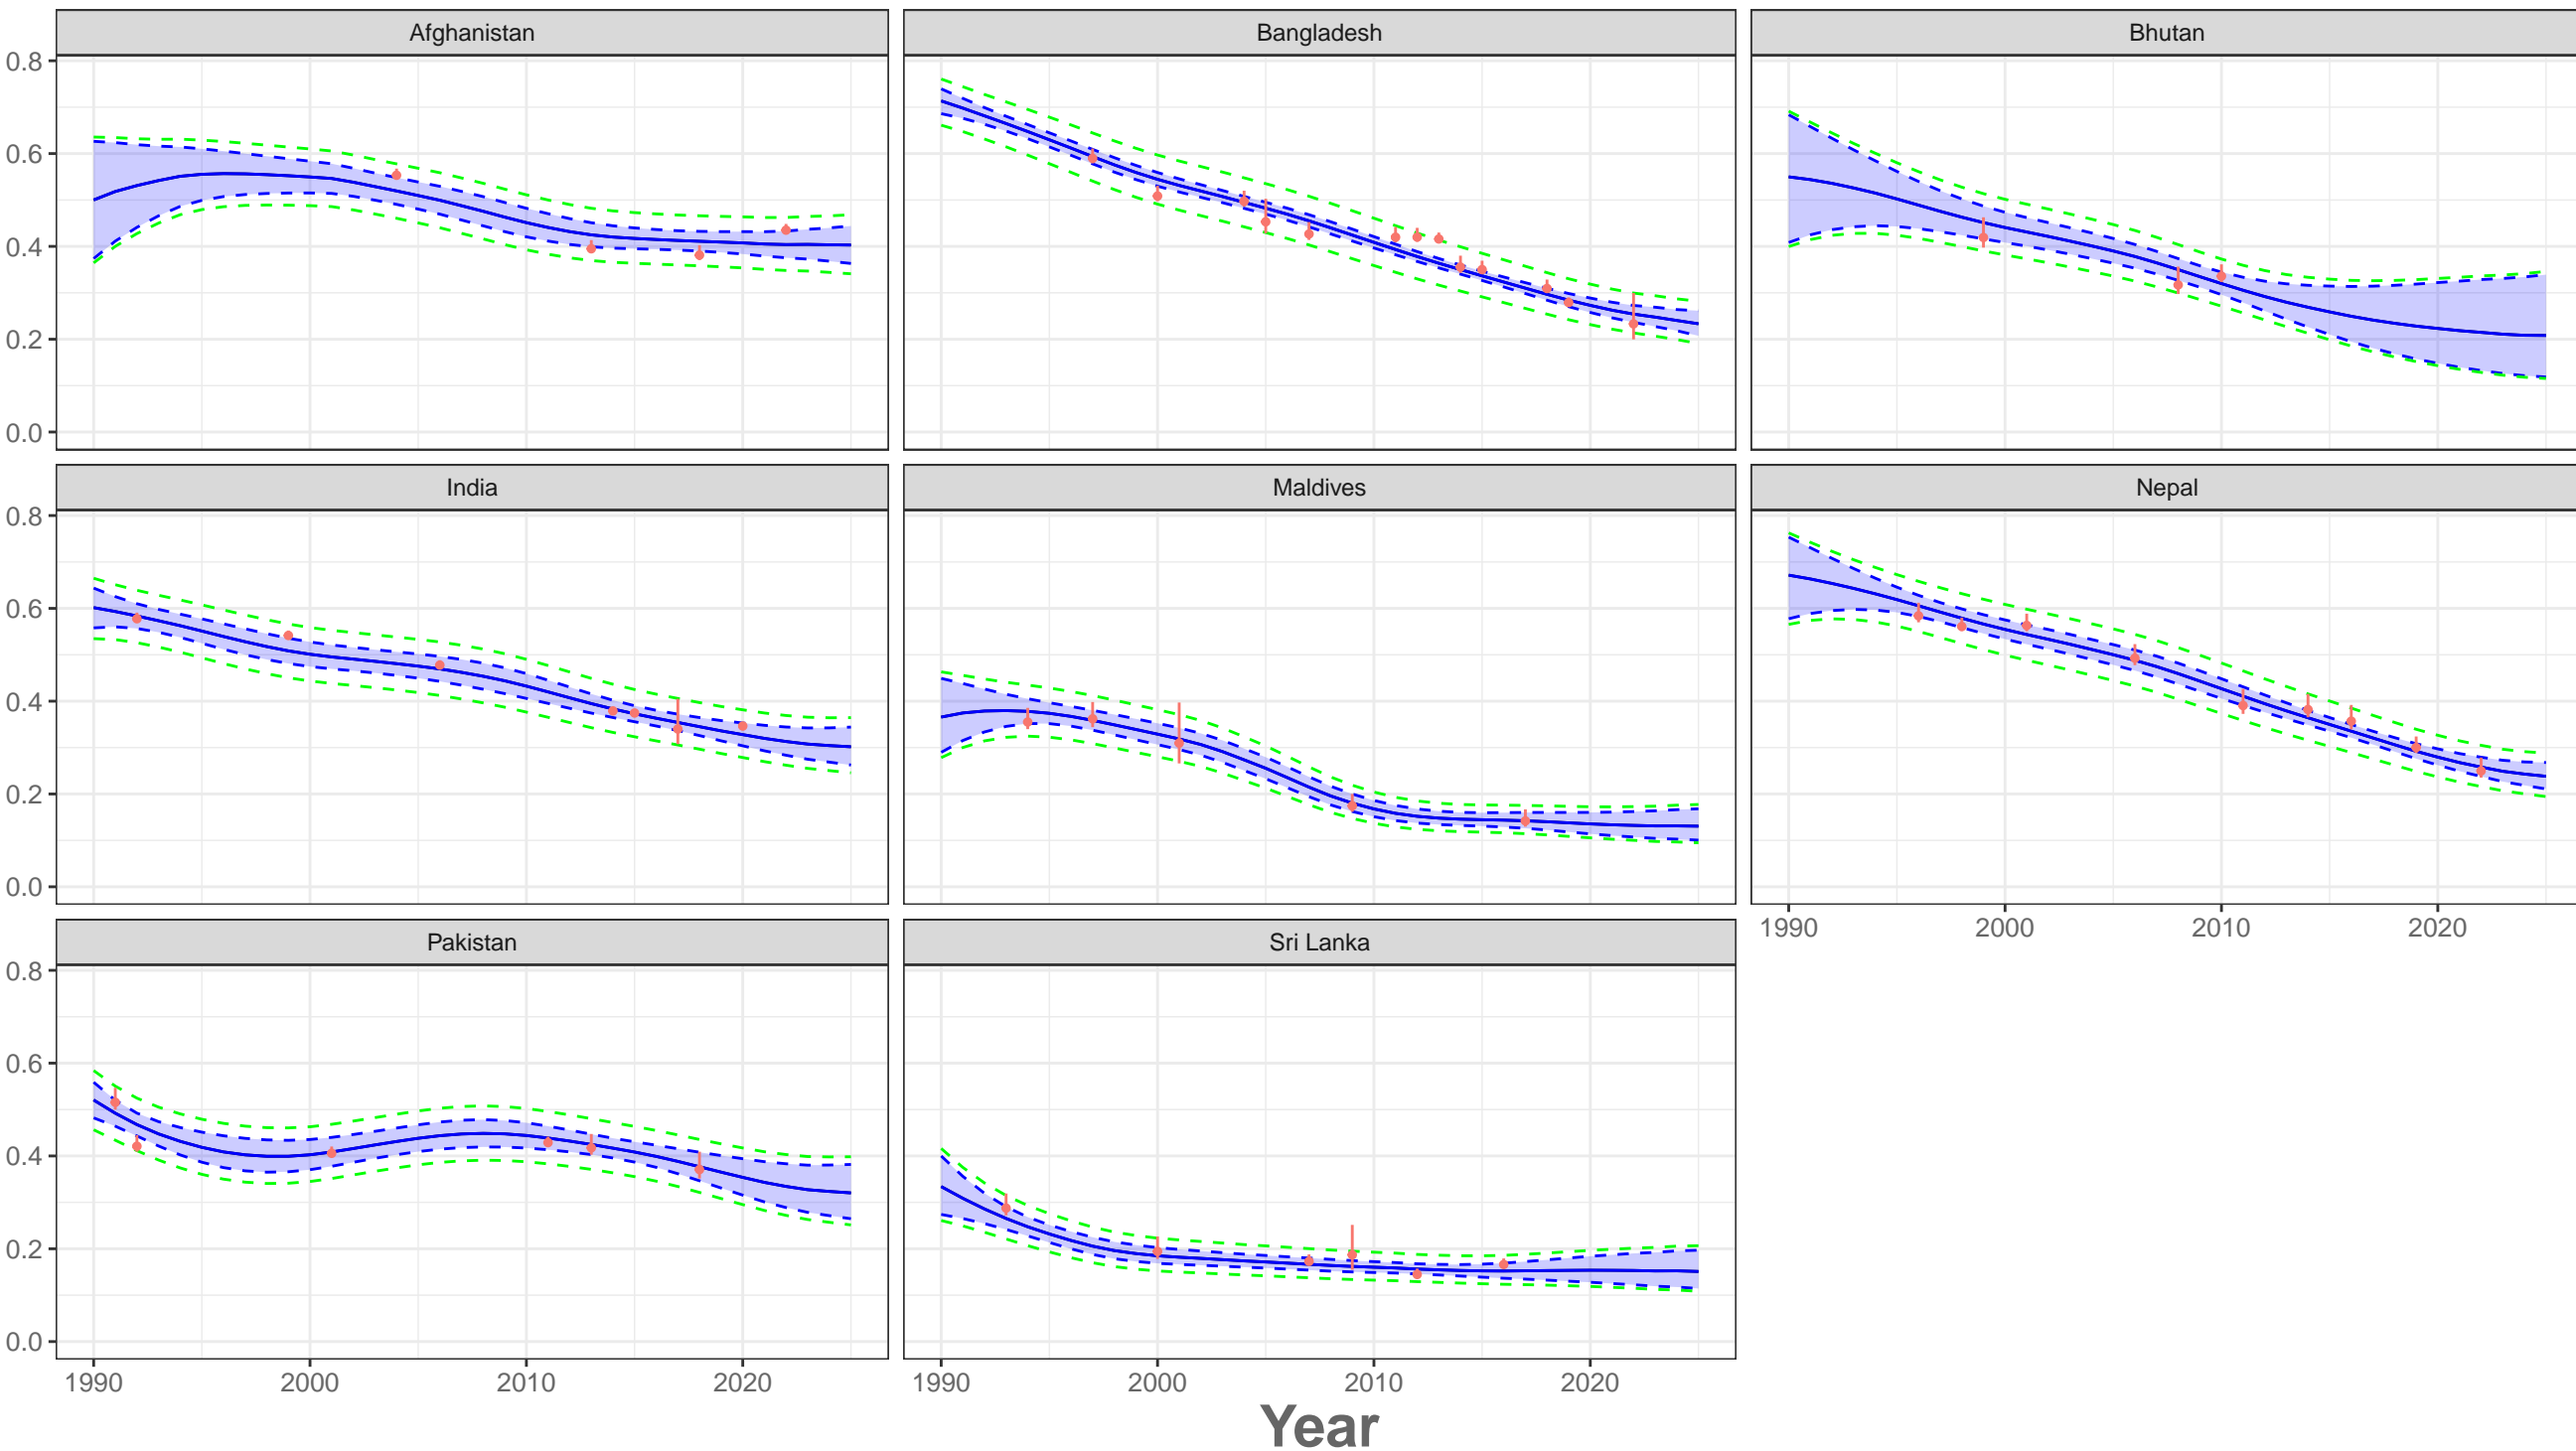 Afghanistan Bangladesh Bhutan
0.8
0.6
0.4
0.2
0.0
India Maldives Nepal
0.8
0.6
0.4
0.2
0.0
1990 2000 2010 2020
Pakistan Sri Lanka
0.8
0.6
0.4
0.2
0.0
1990 2000 2010 2020 1990 2000 2010 2020
Year